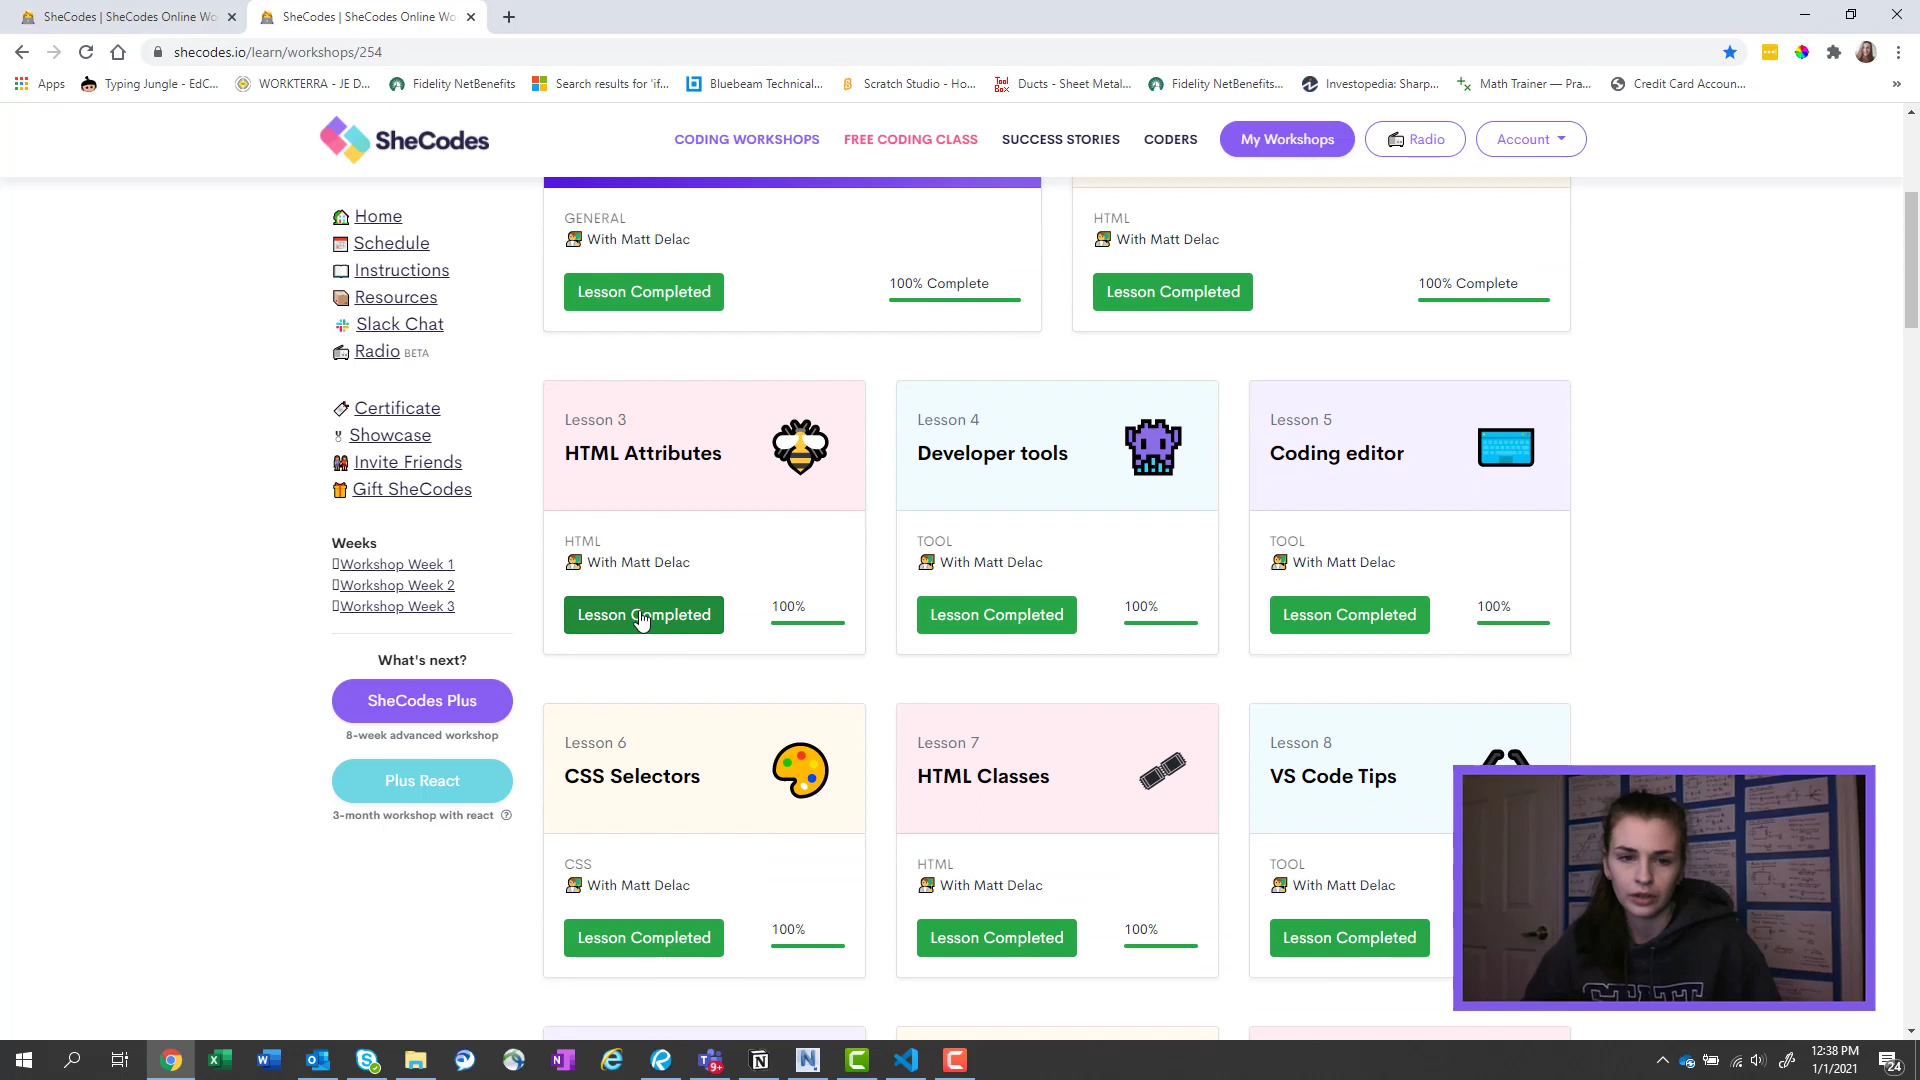 SheCodes | SheCodes Online Wo
SheCodes | SheCodes Online Wo
shecodes.io/learn/workshops/254
Apps
Typing Jungle - EdC...
WORKTERRA - JE D...
Fidelity NetBenefits
Search results for 'if...
Bluebeam Technical...
Scratch Studio - Ho...
Ducts - Sheet Metal...
Fidelity NetBenefits...
Investopedia: Sharp...
Math Trainer — Pra...
Credit Card Accoun...
»
SheCodes
CODING WORKSHOPS
FREE CODING CLASS
SUCCESS STORIES
CODERS
My Workshops
Radio
Account
Home
Schedule
Instructions
Resources
Slack Chat
Radio BETA
Certificate
Showcase
Invite Friends
Gift SheCodes
Weeks
Workshop Week 1
Workshop Week 2
Workshop Week 3
What's next?
SheCodes Plus
8-week advanced workshop
Plus React
3-month workshop with react ?
GENERAL
With Matt Delac
Lesson Completed
100% Complete
HTML
With Matt Delac
Lesson Completed
100% Complete
Lesson 3
HTML Attributes
HTML
With Matt Delac
Lesson Completed
100%
Lesson 4
Developer tools
TOOL
With Matt Delac
Lesson Completed
100%
Lesson 5
Coding editor
TOOL
With Matt Delac
Lesson Completed
100%
Lesson 6
CSS Selectors
CSS
With Matt Delac
Lesson Completed
100%
Lesson 7
HTML Classes
HTML
With Matt Delac
Lesson Completed
100%
Lesson 8
VS Code Tips
TOOL
With Matt Delac
Lesson Completed
9+
12:38 PM
1/1/2021
24